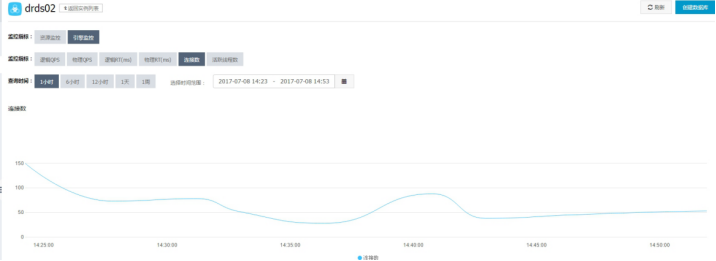 drds02 返回实例列表 刷新 创建数据库
监控指标： 资源监控 引擎监控
监控指标： 逻辑QPS 物理QPS 逻辑RT(ms) 物理RT(ms) 连接数 活跃线程数
查询时间： 1小时 6小时 12小时 1天 1周 选择时间范围： 2017-07-08 14:23 - 2017-07-08 14:53
连接数
150
100
50
0
14:25:00 14:30:00 14:35:00 14:40:00 14:45:00 14:50:00
连接数